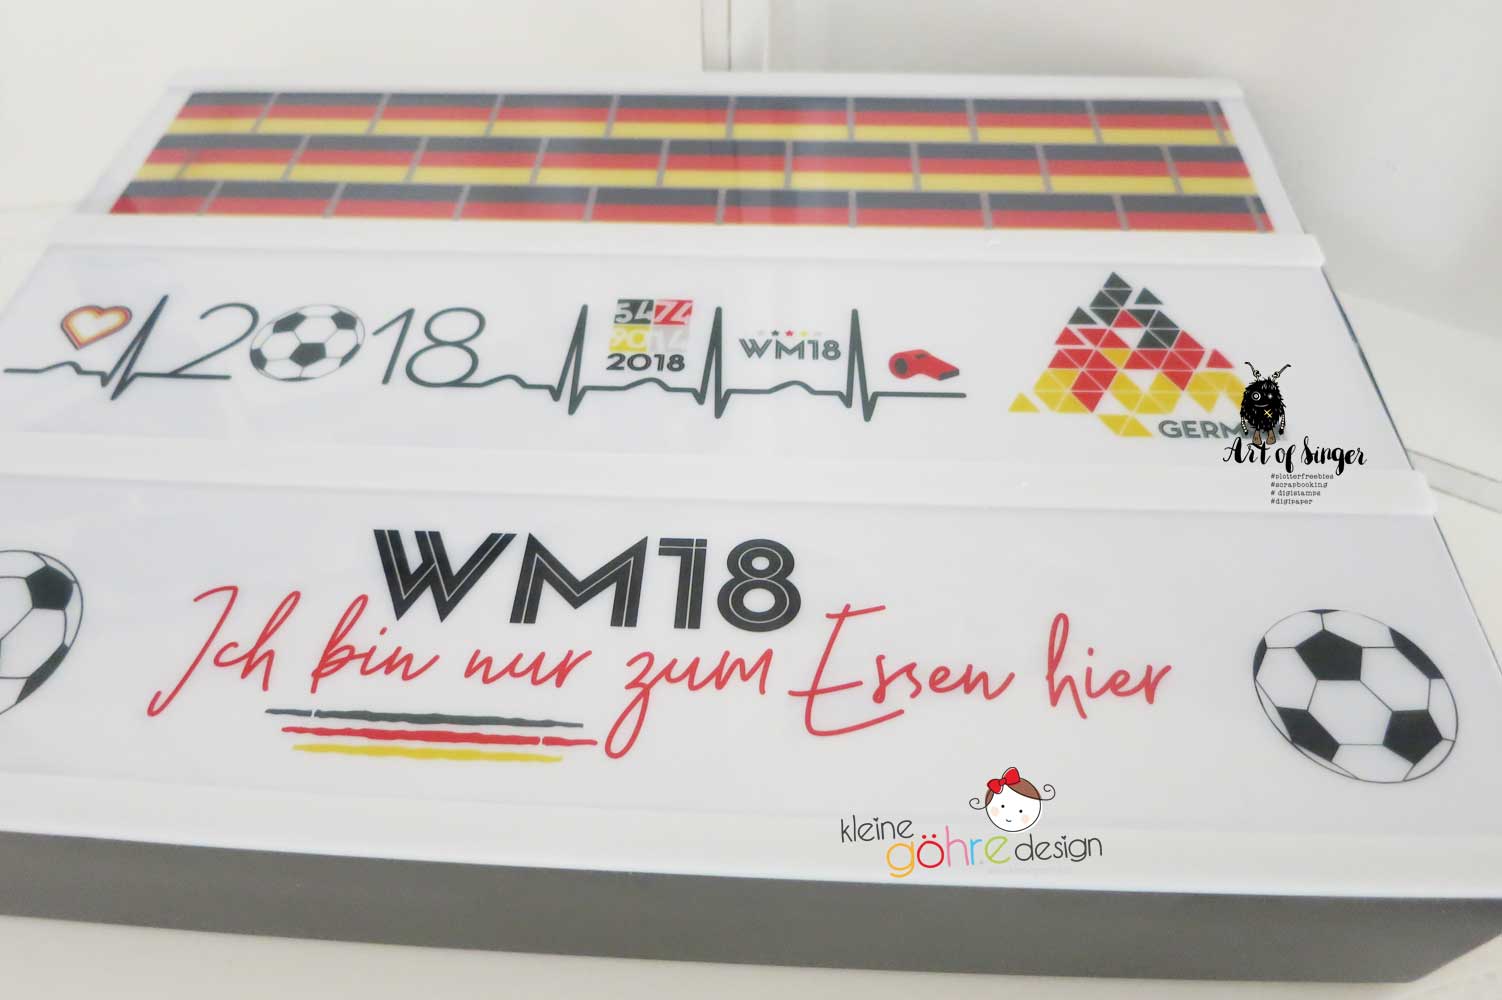 2018
54 74
90 14
2018
WM18
GERM
Art of Singer
#plotterfreebies
#scrapbooking
# digistamps
#digipaper
WM18
Ich bin nur zum Essen hier
kleine
göhr.e design